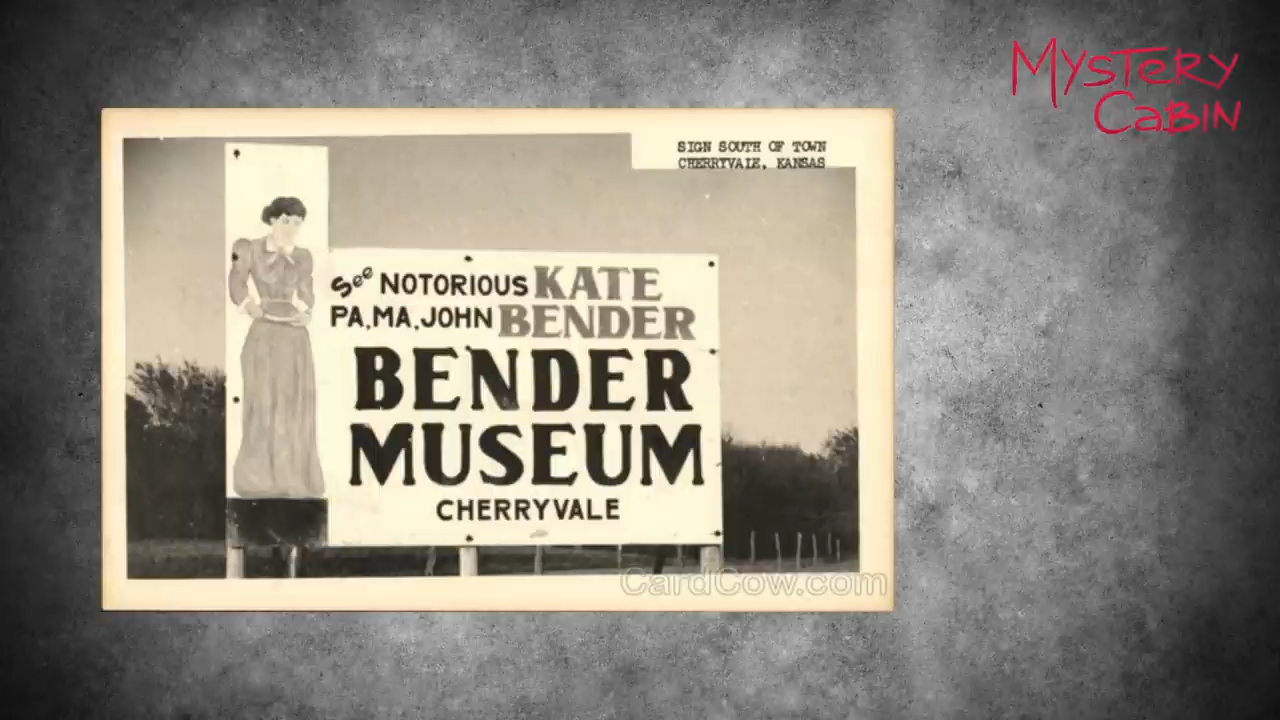 MYSTERY
CABIN
SIGN SOUTH OF TOWN
CHERRYVALE, KANSAS
See NOTORIOUS KATE
PA, MA, JOHN BENDER
BENDER
MUSEUM
CHERRYVALE
CardCow.com